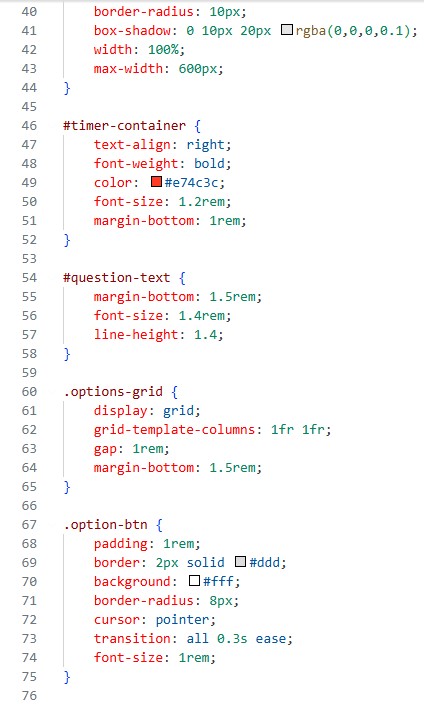 40 border-radius: 10px;
41 box-shadow: 0 10px 20px rgba(0,0,0,0.1);
42 width: 100%;
43 max-width: 600px;
44 }
45
46 #timer-container {
47 text-align: right;
48 font-weight: bold;
49 color: #e74c3c;
50 font-size: 1.2rem;
51 margin-bottom: 1rem;
52 }
53
54 #question-text {
55 margin-bottom: 1.5rem;
56 font-size: 1.4rem;
57 line-height: 1.4;
58 }
59
60 .options-grid {
61 display: grid;
62 grid-template-columns: 1fr 1fr;
63 gap: 1rem;
64 margin-bottom: 1.5rem;
65 }
66
67 .option-btn {
68 padding: 1rem;
69 border: 2px solid #ddd;
70 background: #fff;
71 border-radius: 8px;
72 cursor: pointer;
73 transition: all 0.3s ease;
74 font-size: 1rem;
75 }
76